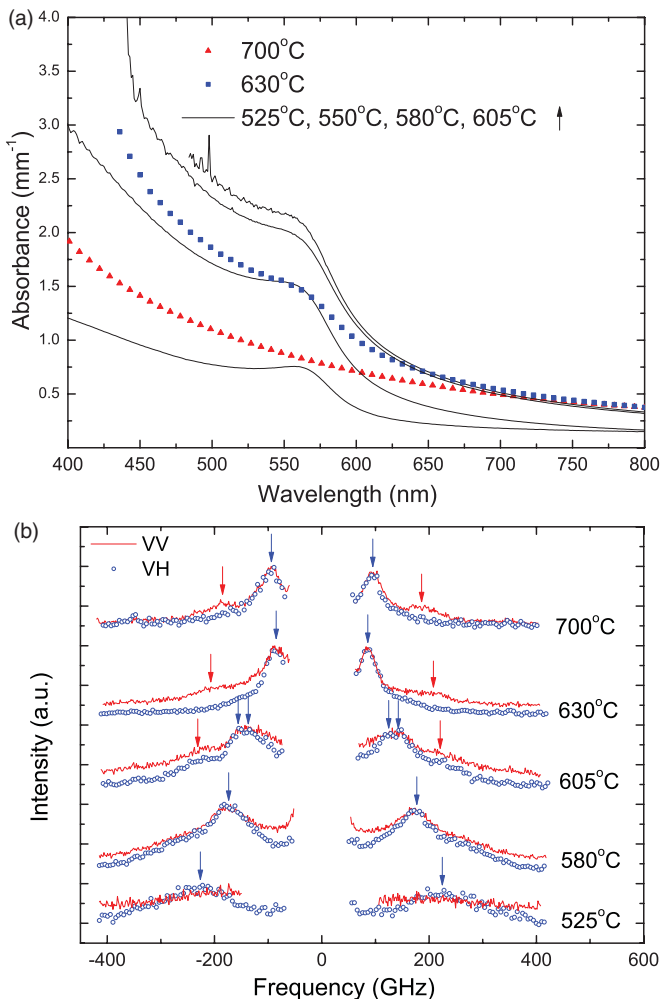 (a)
4.0
3.5
3.0
2.5
2.0
1.5
1.0
0.5
Absorbance (mm⁻¹)
700°C
630°C
525°C, 550°C, 580°C, 605°C
400 450 500 550 600 650 700 750 800
Wavelength (nm)
(b)
VV
VH
700°C
630°C
605°C
580°C
525°C
Intensity (a.u.)
-400 -200 0 200 400 600
Frequency (GHz)